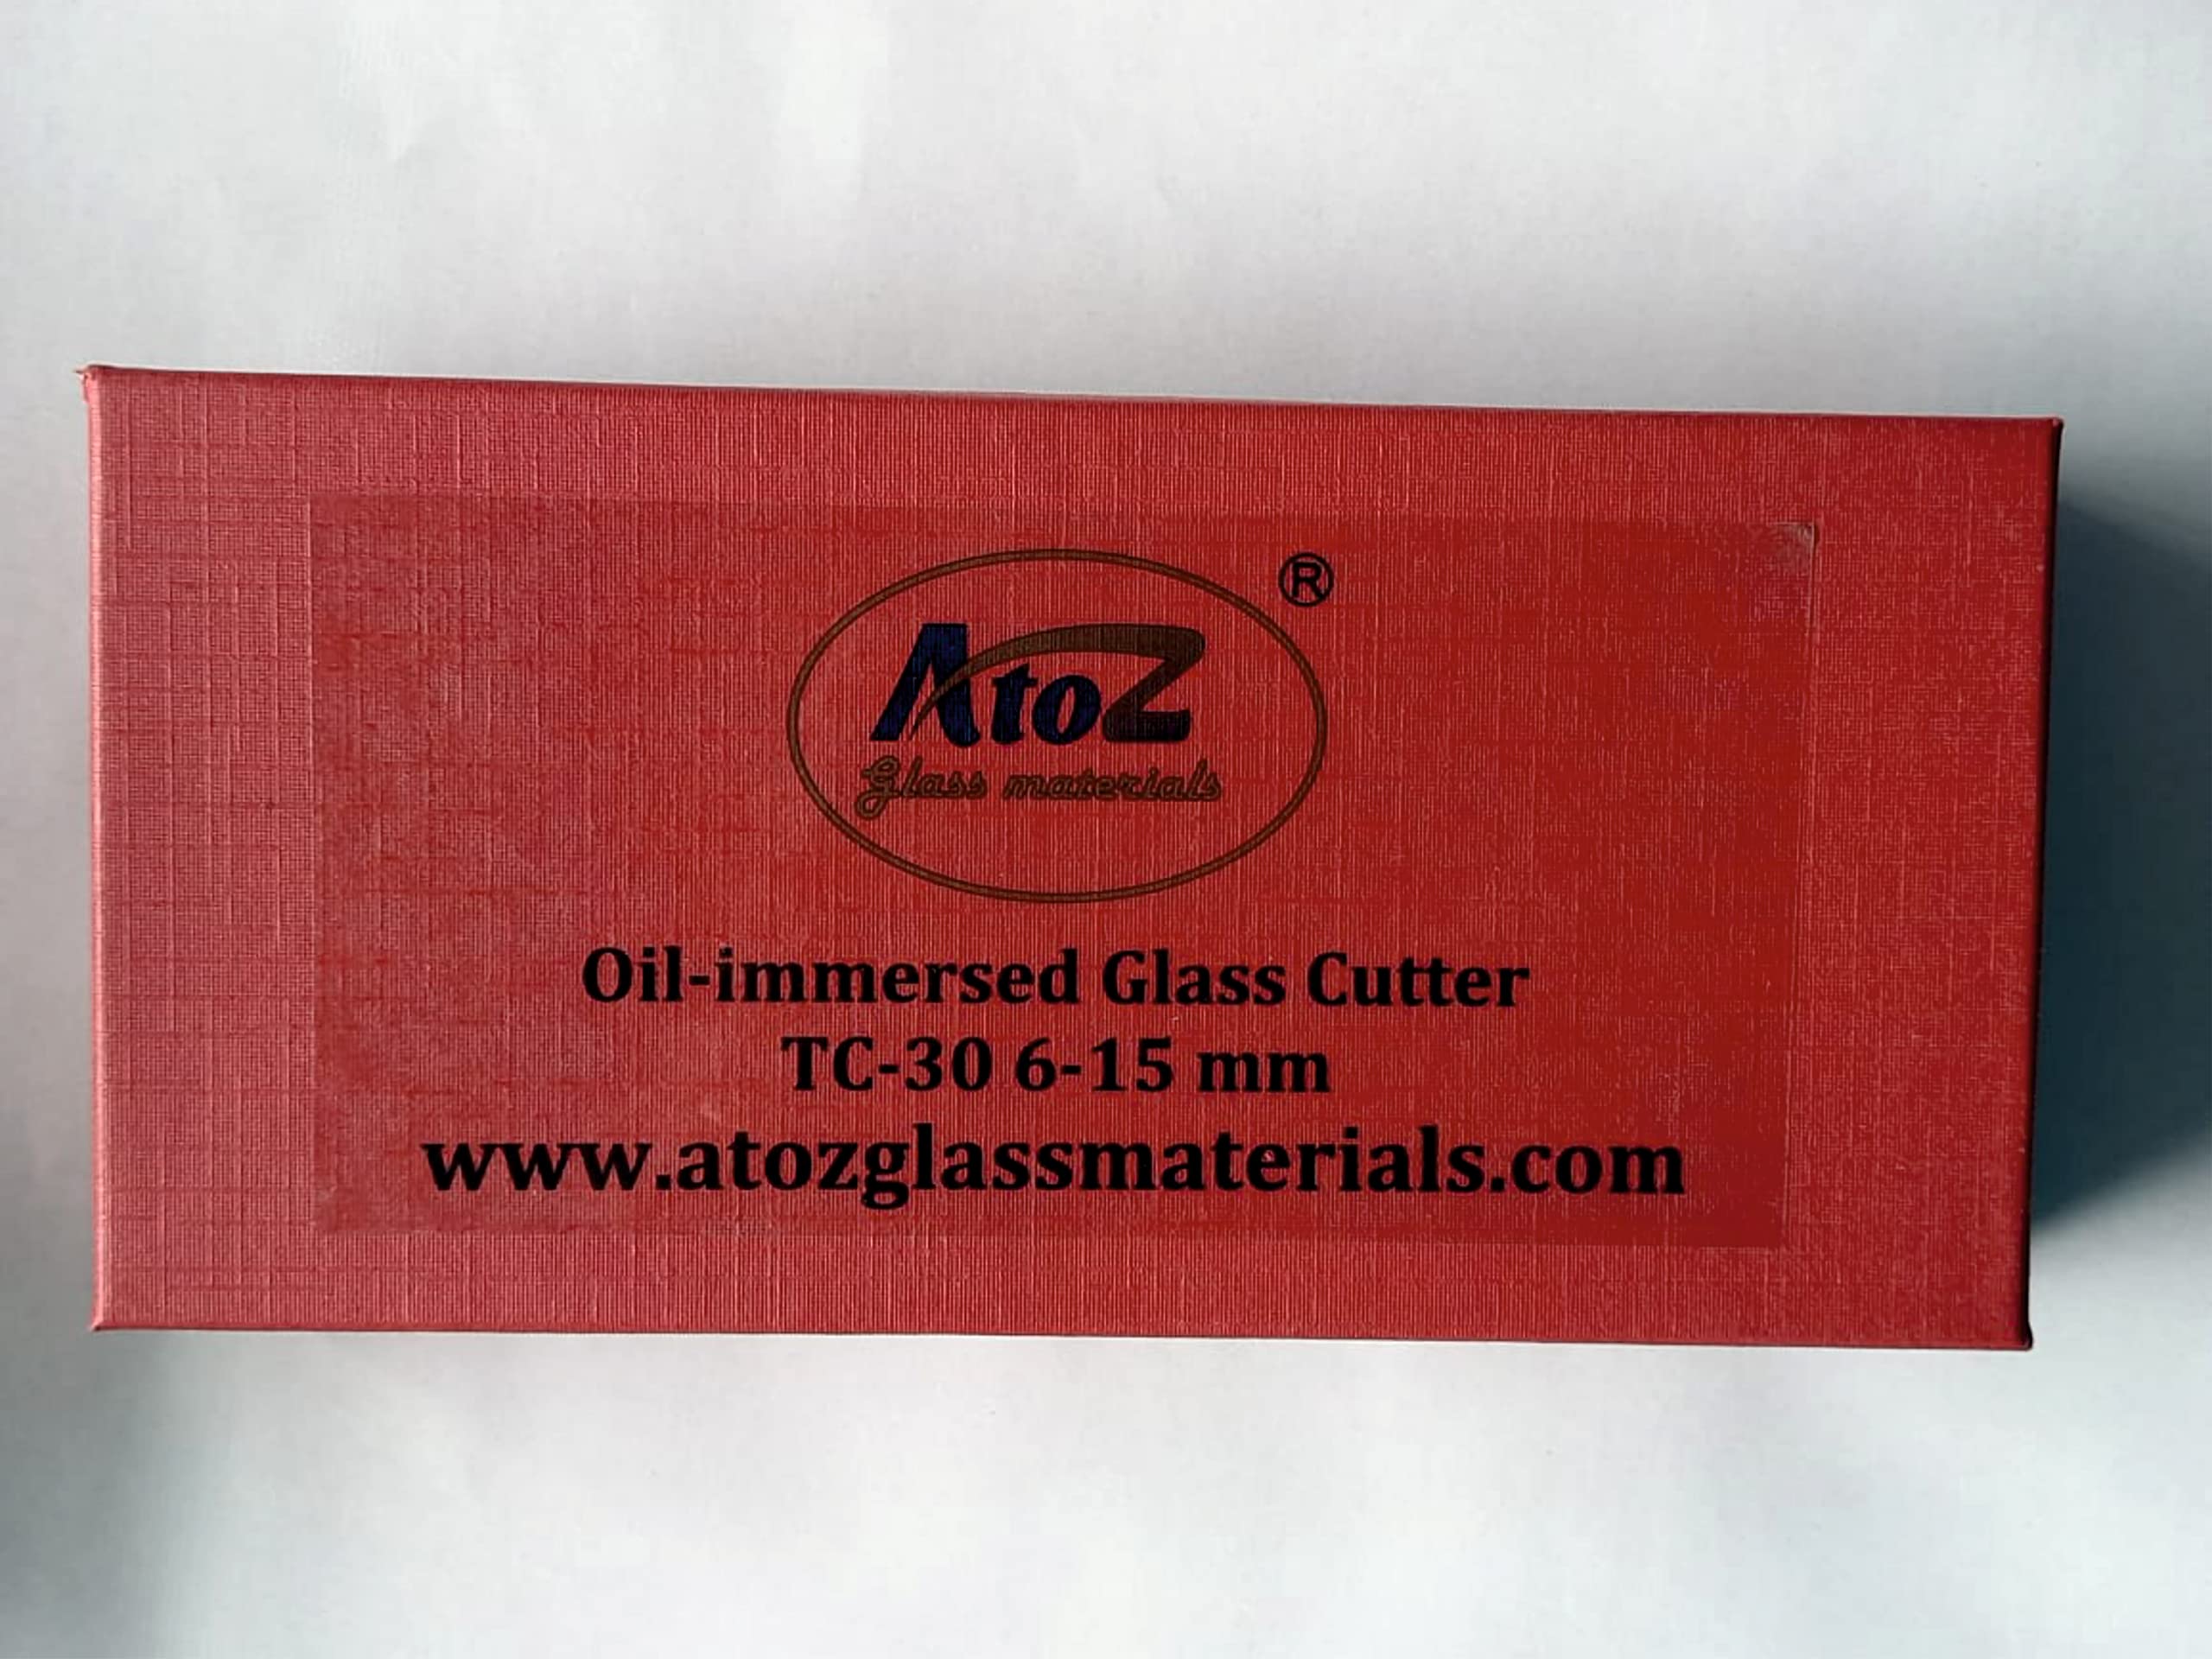 AtoZ ®
Glass materials
Oil-immersed Glass Cutter
TC-30 6-15 mm
www.atozglassmaterials.com